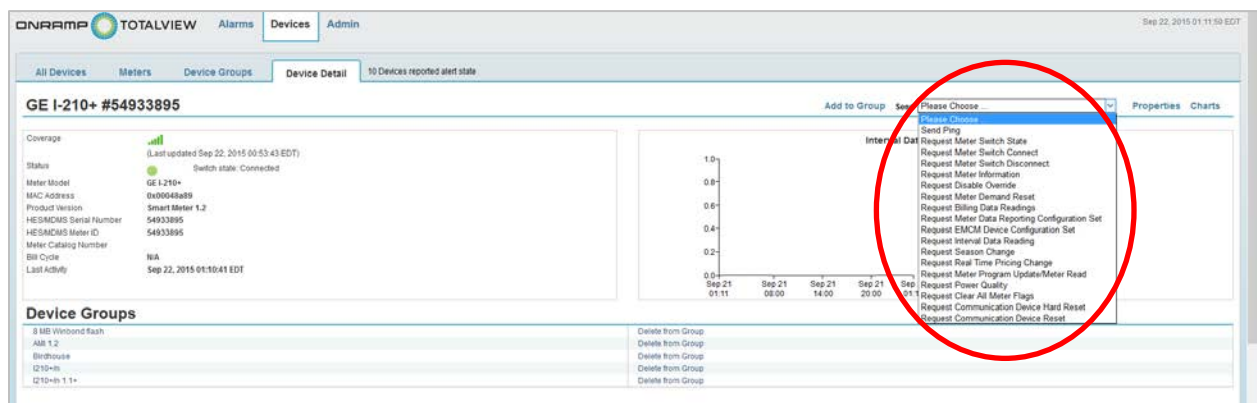 ONRAMP TOTALVIEW Alarms Devices Admin
Sep 22, 2015 01:11:59 EDT
All Devices Meters Device Groups Device Detail 10 Devices reported alert state
GE I-210+ #54933895
Add to Group Send Please Choose ... Properties Charts
Please Choose ...
Send Ping
Request Meter Switch State
Request Meter Switch Connect
Request Meter Switch Disconnect
Request Meter Information
Request Disable Override
Request Meter Demand Reset
Request Billing Data Readings
Request Meter Data Reporting Configuration Set
Request EMCM Device Configuration Set
Request Interval Data Reading
Request Season Change
Request Real Time Pricing Change
Request Meter Program Update/Meter Read
Request Power Quality
Request Clear All Meter Flags
Request Communication Device Hard Reset
Request Communication Device Reset
Coverage
(Last updated Sep 22, 2015 00:53:43 EDT)
Status Switch state: Connected
Meter Model GE I-210+
MAC Address 0x00048a89
Product Version Smart Meter 1.2
HES/MDMS Serial Number 54933895
HES/MDMS Meter ID 54933895
Meter Catalog Number
Bill Cycle N/A
Last Activity Sep 22, 2015 01:10:41 EDT
Interval Dat
1.0
0.8
0.6
0.4
0.2
0.0
Sep 21 Sep 21 Sep 21 Sep 21 Sep
01:11 08:00 14:00 20:00 01:1
Device Groups
8 MB Winbond flash Delete from Group
AMI 1.2 Delete from Group
Birdhouse Delete from Group
I210+/n Delete from Group
I210+/n 1.1+ Delete from Group